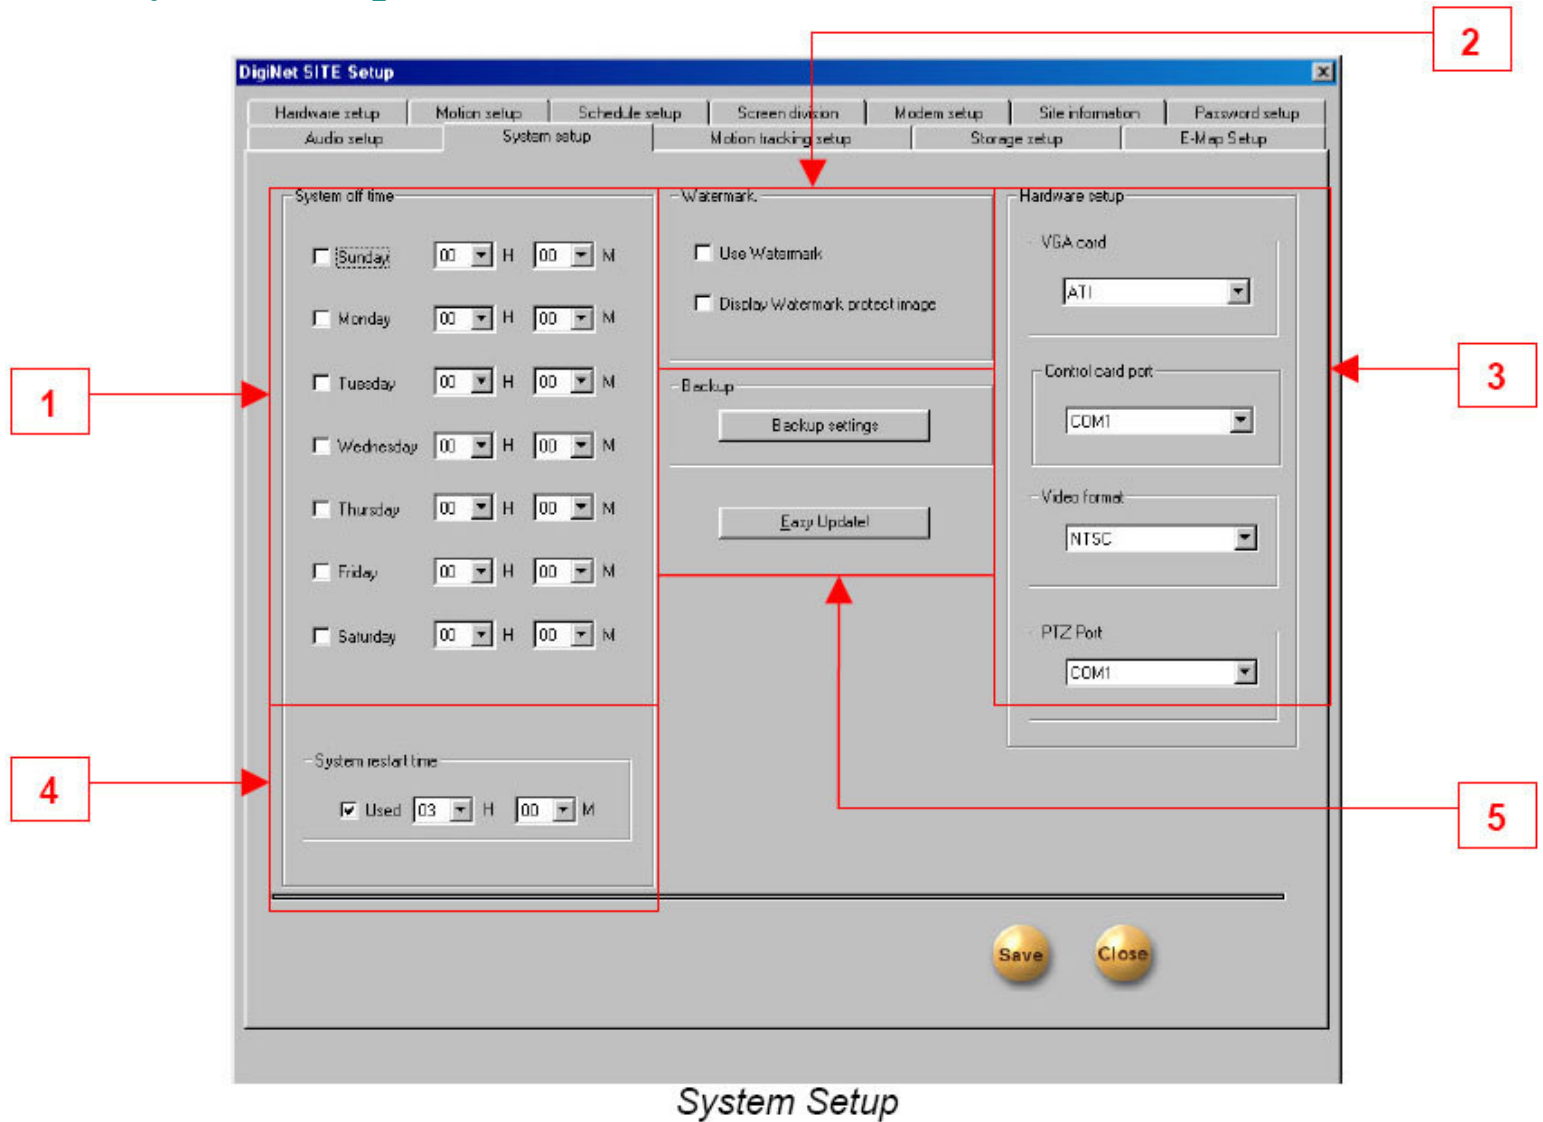 2
DigiNet SITE Setup
Hardware setup Motion setup Schedule setup Screen division Modem setup Site information Password setup
Audio setup System setup Motion tracking setup Storage setup E-Map Setup
System off time
Sunday 00 H 00 M
Monday 00 H 00 M
Tuesday 00 H 00 M
Wednesday 00 H 00 M
Thursday 00 H 00 M
Friday 00 H 00 M
Saturday 00 H 00 M
Watermark.
Use Watermark
Display Watermark protect image
Backup
Backup settings
Easy Update!
Hardware setup
VGA card
ATI
Control card port
COM1
Video format
NTSC
PTZ Port
COM1
1
3
System restart time
Used 03 H 00 M
4
5
Save Close
System Setup